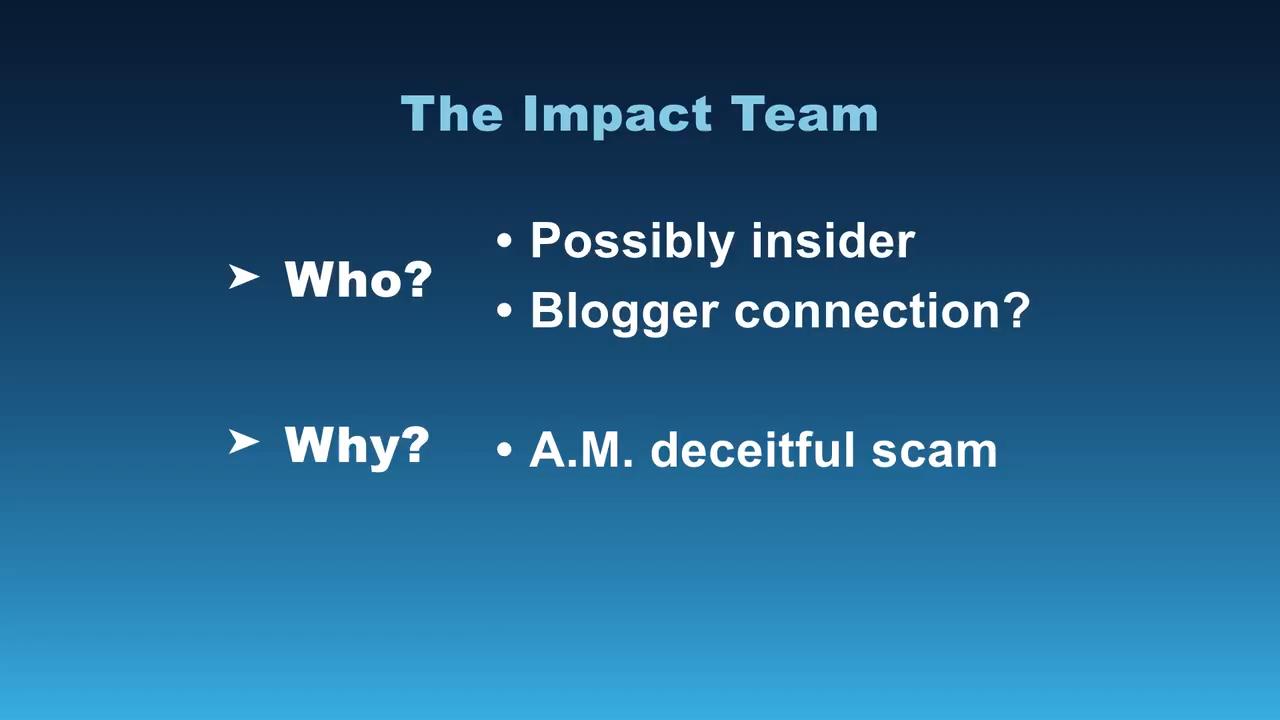 The Impact Team
➤ Who?
• Possibly insider
• Blogger connection?
➤ Why?
• A.M. deceitful scam